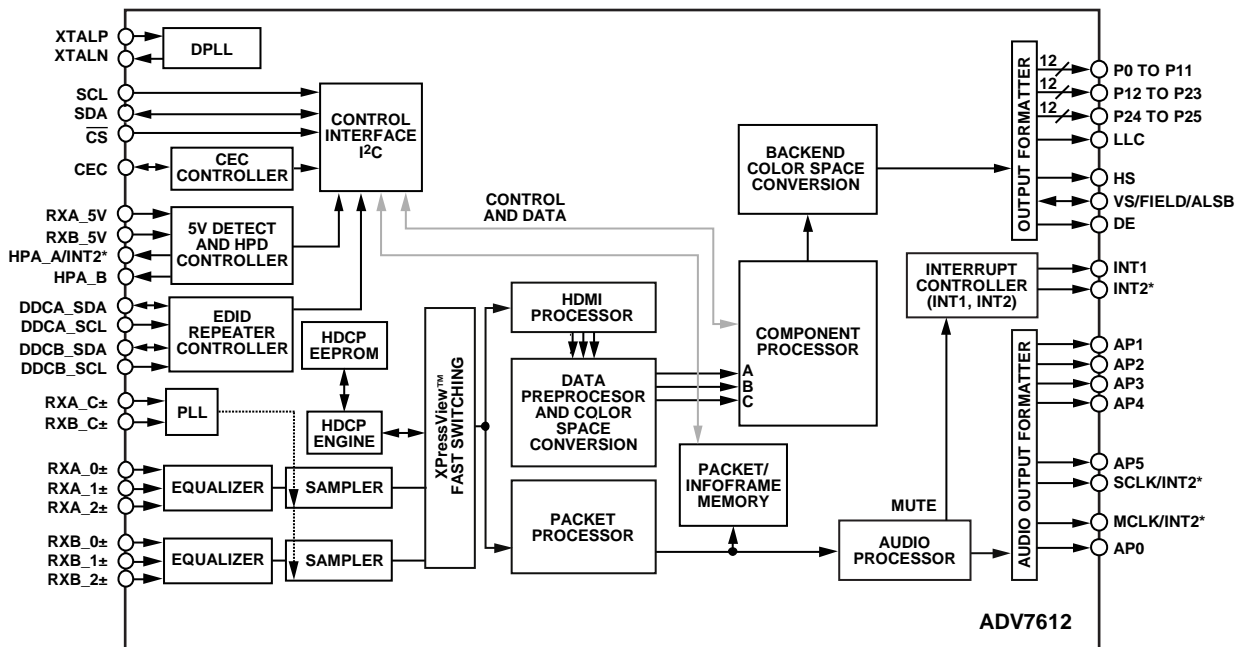 XTALP
XTALN
DPLL
SCL
SDA
CS
CEC
CEC
CONTROLLER
CONTROL
INTERFACE
I2C
RXA_5V
RXB_5V
HPA_A/INT2*
HPA_B
5V DETECT
AND HPD
CONTROLLER
DDCA_SDA
DDCA_SCL
DDCB_SDA
DDCB_SCL
EDID
REPEATER
CONTROLLER
HDCP
EEPROM
HDCP
ENGINE
RXA_C±
RXB_C±
PLL
RXA_0±
RXA_1±
RXA_2±
EQUALIZER
SAMPLER
RXB_0±
RXB_1±
RXB_2±
EQUALIZER
SAMPLER
XPressView™
FAST SWITCHING
CONTROL
AND DATA
HDMI
PROCESSOR
DATA
PREPROCESOR
AND COLOR
SPACE
CONVERSION
PACKET
PROCESSOR
A
B
C
COMPONENT
PROCESSOR
BACKEND
COLOR SPACE
CONVERSION
PACKET/
INFOFRAME
MEMORY
MUTE
AUDIO
PROCESSOR
INTERRUPT
CONTROLLER
(INT1, INT2)
OUTPUT FORMATTER
12
12
12
P0 TO P11
P12 TO P23
P24 TO P25
LLC
HS
VS/FIELD/ALSB
DE
INT1
INT2*
AUDIO OUTPUT FORMATTER
AP1
AP2
AP3
AP4
AP5
SCLK/INT2*
MCLK/INT2*
AP0
ADV7612